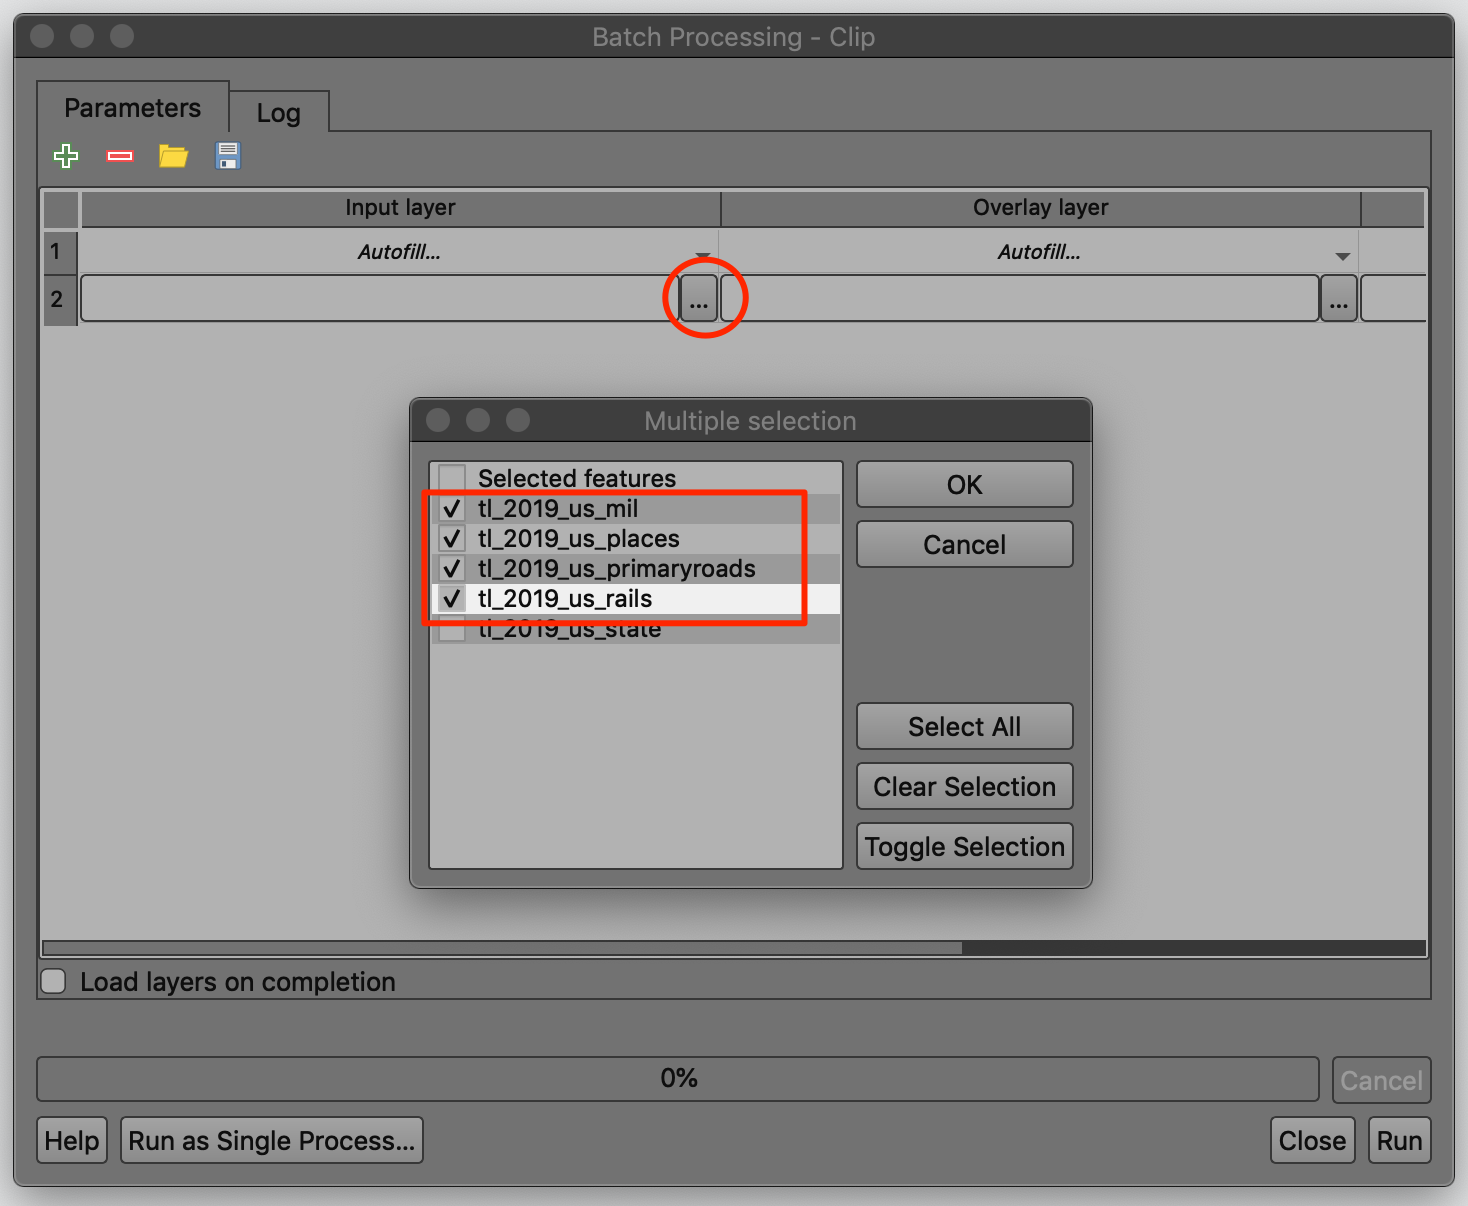 Batch Processing - Clip
Parameters
Log
Input layer
Overlay layer
1
Autofill...
Autofill...
2
...
...
Multiple selection
Selected features
tl_2019_us_mil
tl_2019_us_places
tl_2019_us_primaryroads
tl_2019_us_rails
tl_2019_us_state
OK
Cancel
Select All
Clear Selection
Toggle Selection
Load layers on completion
0%
Cancel
Help
Run as Single Process...
Close
Run